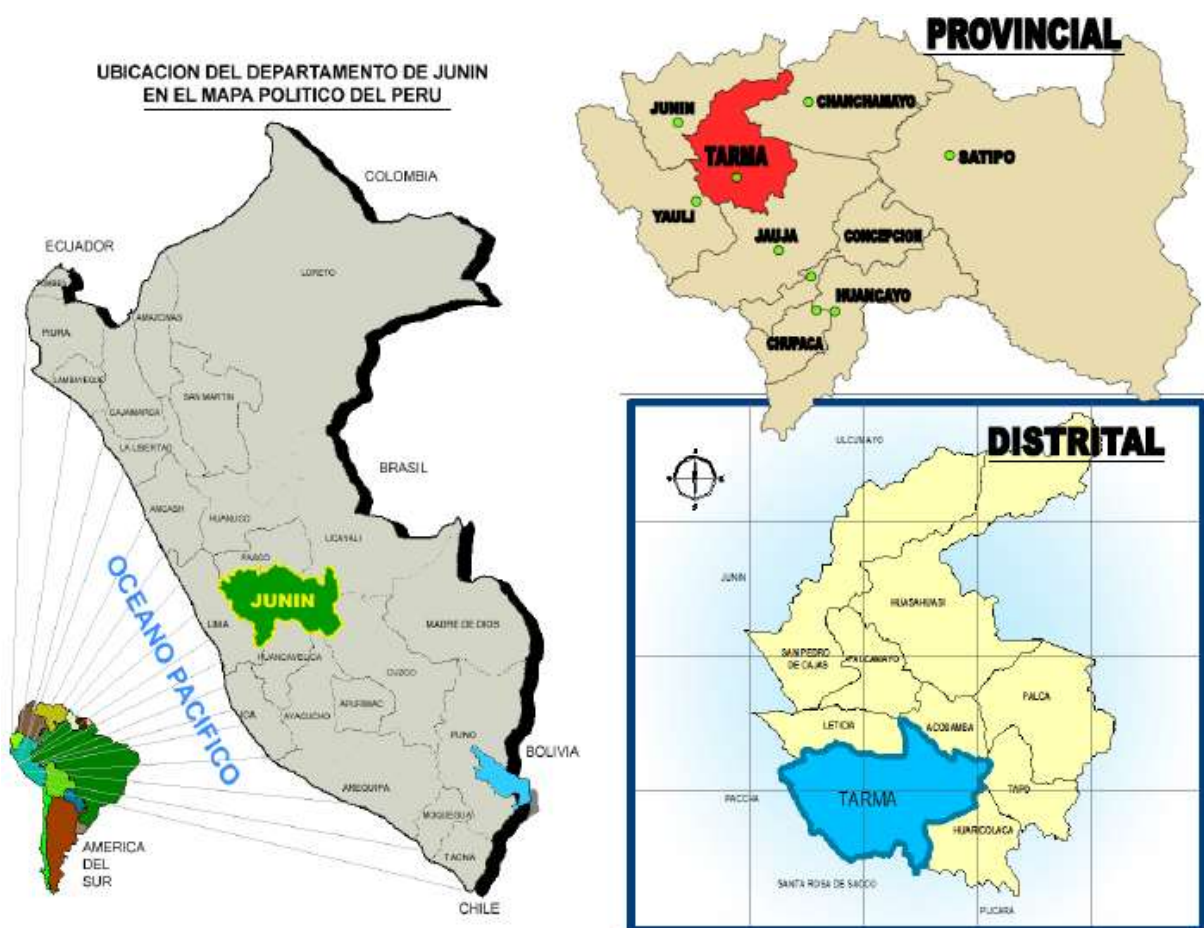 UBICACION DEL DEPARTAMENTO DE JUNIN
EN EL MAPA POLITICO DEL PERU
COLOMBIA
ECUADOR
LORETO
PIURA
AMAZONAS
LAMBAYEQUE
SAN MARTIN
CAJAMARCA
LA LIBERTAD
BRASIL
ANCASH
HUANUCO
UCAYALI
PASCO
JUNIN
LIMA
MADRE DE DIOS
HUANCAVELICA
CUZCO
ICA
AYACUCHO
APURIMAC
PUNO
BOLIVIA
AREQUIPA
MOQUEGUA
TACNA
CHILE
OCEANO PACIFICO
AMERICA
DEL
SUR
PROVINCIAL
JUNIN
CHANCHAMAYO
TARMA
SATIPO
YAULI
JAUJA
CONCEPCION
HUANCAYO
CHUPACA
DISTRITAL
ULCUMAYO
JUNIN
HUASAHUASI
SAN PEDRO
DE CAJAS
PALCA
LETICIA
ACOBAMBA
TARMA
TAPO
PACCHA
HUARICOLACA
SANTA ROSA DE SACCO
PUCARA